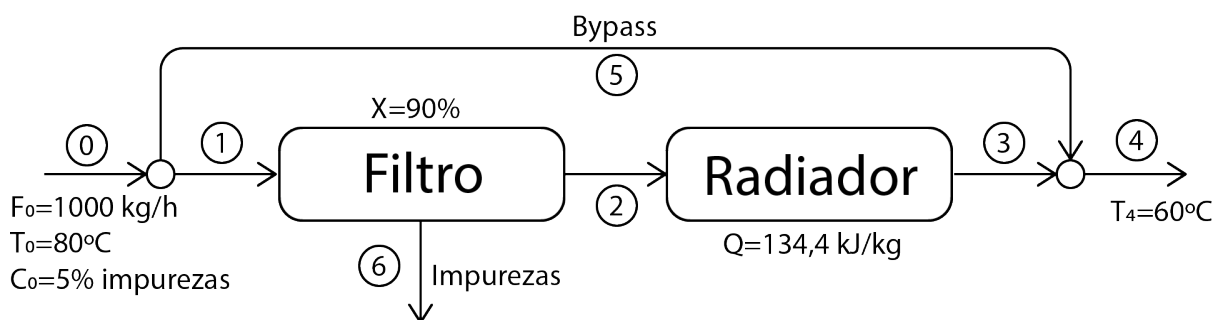 Bypass
5
X=90%
0
1
Filtro
2
Radiador
3
4
F₀=1000 kg/h
T₀=80ºC
C₀=5% impurezas
6
Impurezas
Q=134,4 kJ/kg
T₄=60ºC